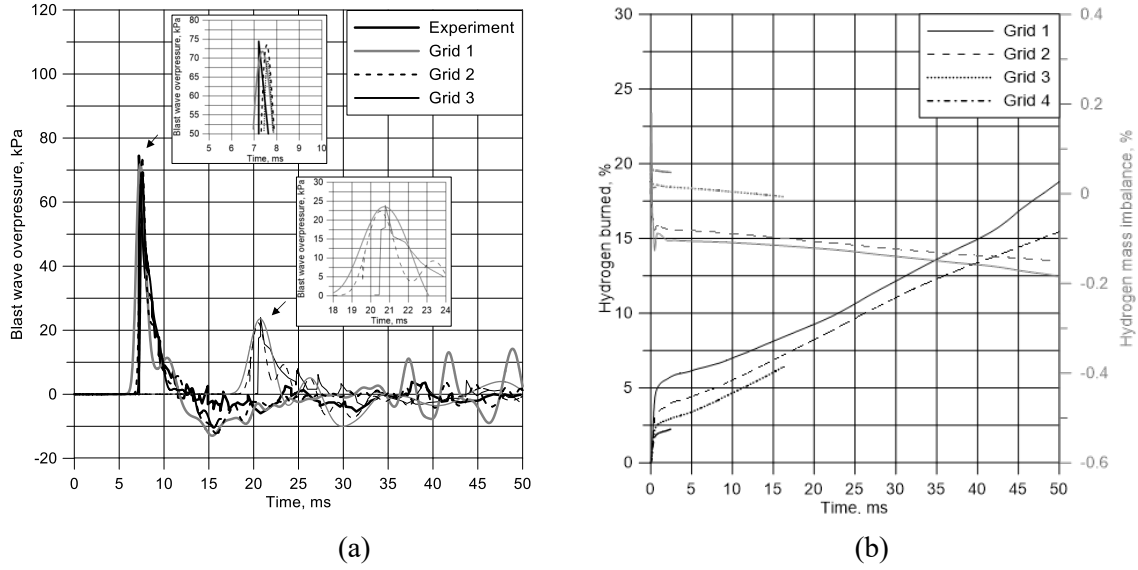 120
100
80
60
40
20
0
-20
Blast wave overpressure, kPa
0 5 10 15 20 25 30 35 40 45 50
Time, ms
Experiment
Grid 1
Grid 2
Grid 3
Blast wave overpressure, kPa
80
75
70
65
60
55
50
5 6 7 8 9 10
Time, ms
Blast wave overpressure, kPa
30
28
25
23
20
18
15
13
10
8
5
3
0
18 19 20 21 22 23 24
Time, ms
(a)
30
25
20
15
10
5
0
Hydrogen burned, %
0 5 10 15 20 25 30 35 40 45 50
Time, ms
Grid 1
Grid 2
Grid 3
Grid 4
0.4
0.2
0
-0.2
-0.4
-0.6
Hydrogen mass imbalance, %
(b)